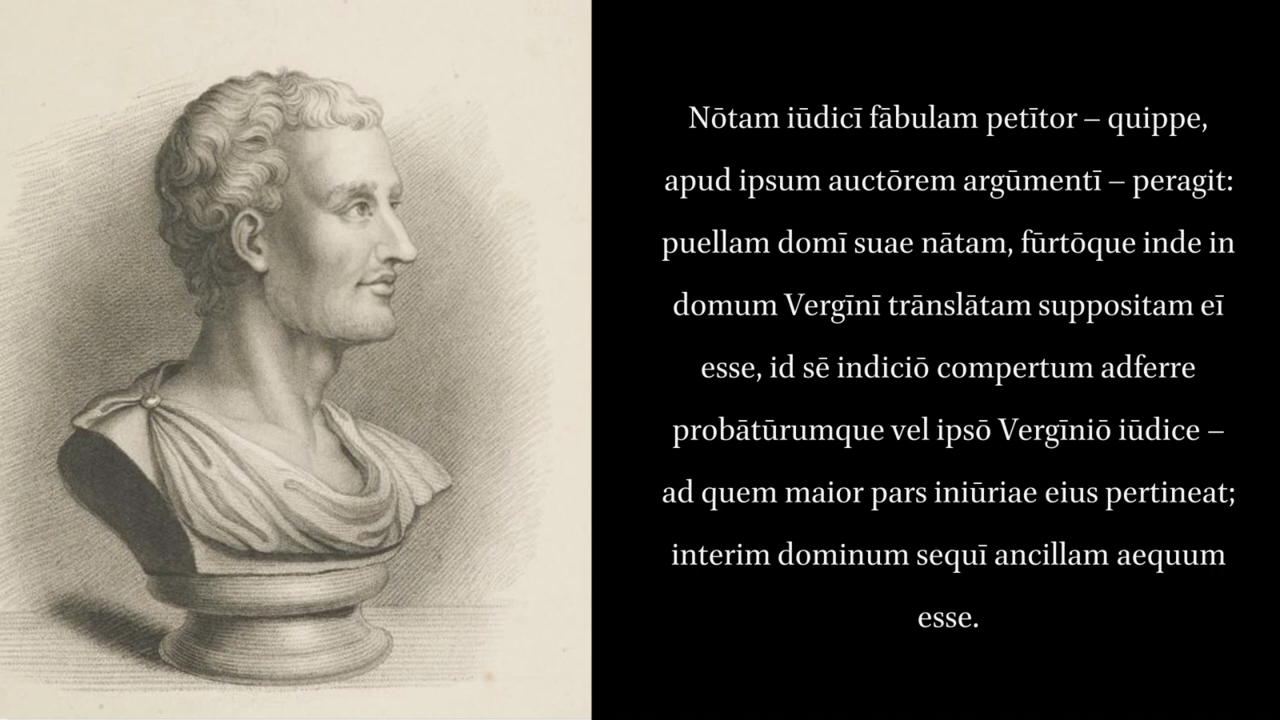 Nōtam iūdicī fābulam petītor – quippe,
apud ipsum auctōrem argūmentī – peragit:
puellam domī suae nātam, fūrtōque inde in
domum Vergīnī trānslātam suppositam eī
esse, id sē indiciō compertum adferre
probātūrumque vel ipsō Vergīniō iūdice –
ad quem maior pars iniūriae eius pertineat;
interim dominum sequī ancillam aequum
esse.